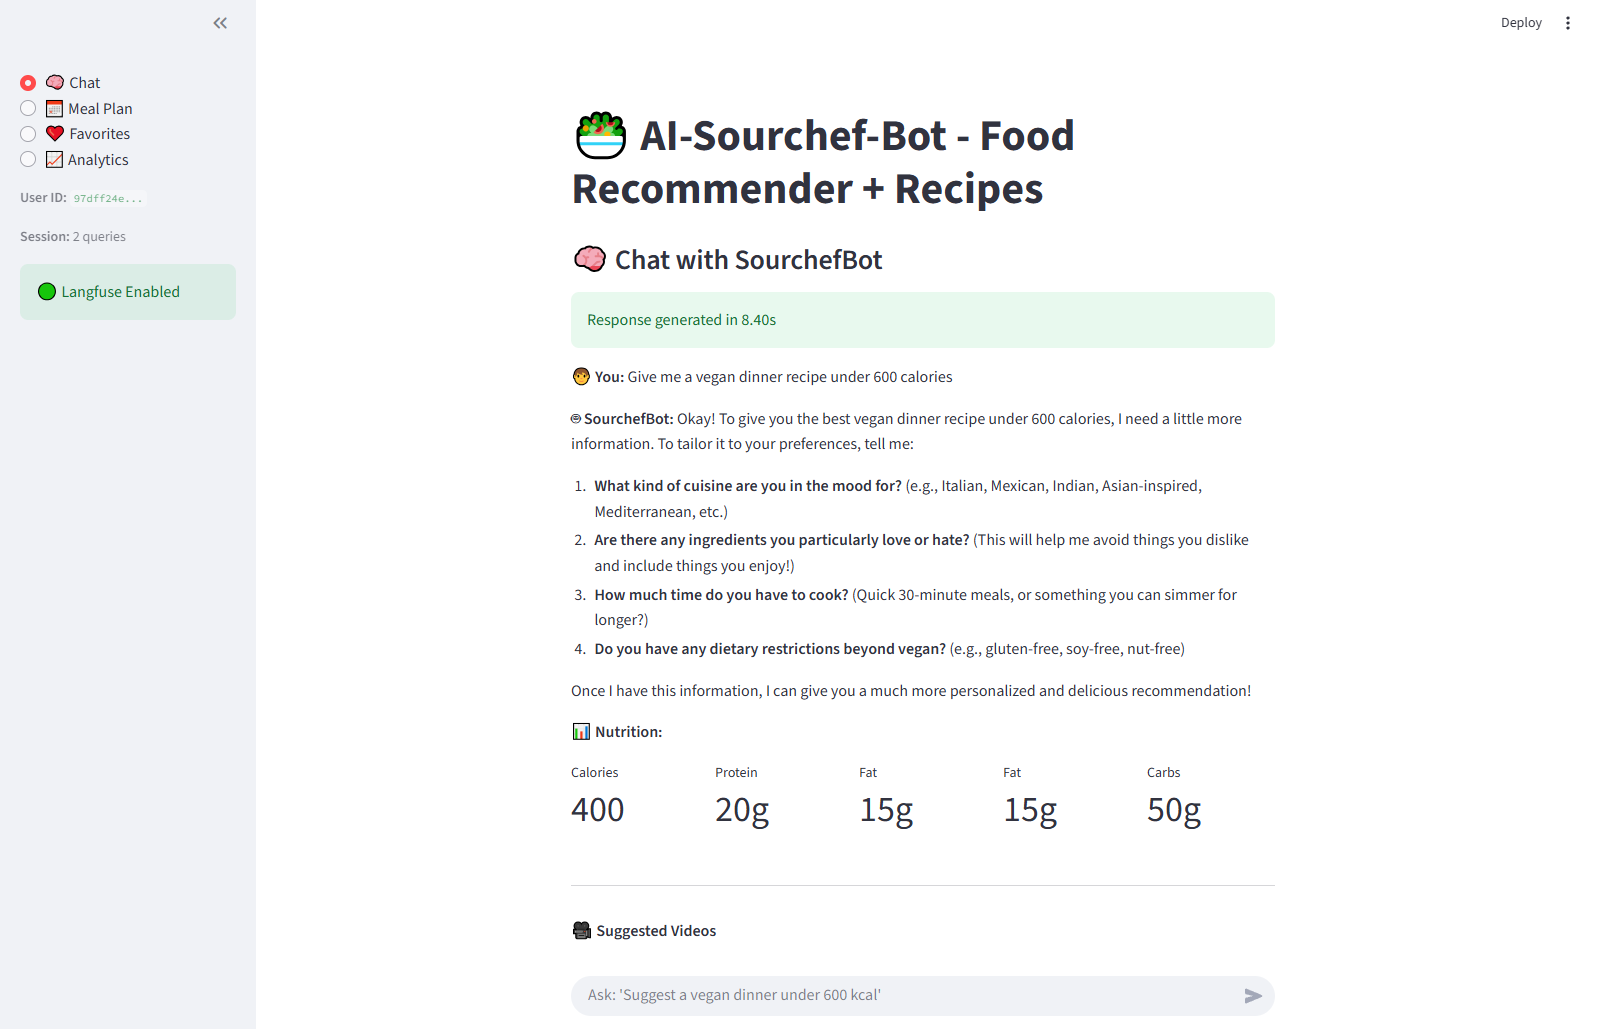 Deploy
Chat
Meal Plan
Favorites
Analytics
User ID: 97dff24e...
Session: 2 queries
Langfuse Enabled
AI-Sourchef-Bot - Food
Recommender + Recipes
Chat with SourchefBot
Response generated in 8.40s
You: Give me a vegan dinner recipe under 600 calories
SourchefBot: Okay! To give you the best vegan dinner recipe under 600 calories, I need a little more
information. To tailor it to your preferences, tell me:
1. What kind of cuisine are you in the mood for? (e.g., Italian, Mexican, Indian, Asian-inspired,
Mediterranean, etc.)
2. Are there any ingredients you particularly love or hate? (This will help me avoid things you dislike
and include things you enjoy!)
3. How much time do you have to cook? (Quick 30-minute meals, or something you can simmer for
longer?)
4. Do you have any dietary restrictions beyond vegan? (e.g., gluten-free, soy-free, nut-free)
Once I have this information, I can give you a much more personalized and delicious recommendation!
Nutrition:
Calories Protein Fat Fat Carbs
400 20g 15g 15g 50g
Suggested Videos
Ask: 'Suggest a vegan dinner under 600 kcal'